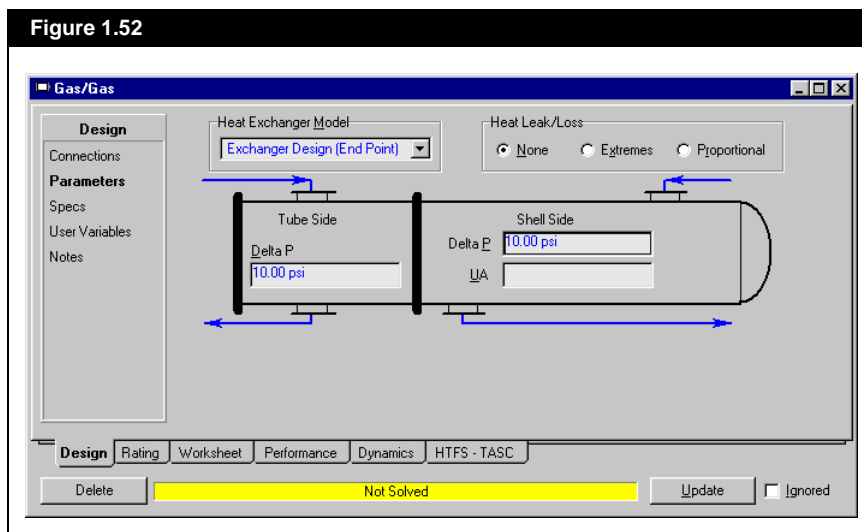 Figure 1.52
Gas/Gas
Design
Connections
Parameters
Specs
User Variables
Notes
Heat Exchanger Model
Exchanger Design (End Point)
Heat Leak/Loss
None Extremes Proportional
Tube Side
Delta P
10.00 psi
Shell Side
Delta P 10.00 psi
UA
Design Rating Worksheet Performance Dynamics HTFS - TASC
Delete Not Solved Update Ignored